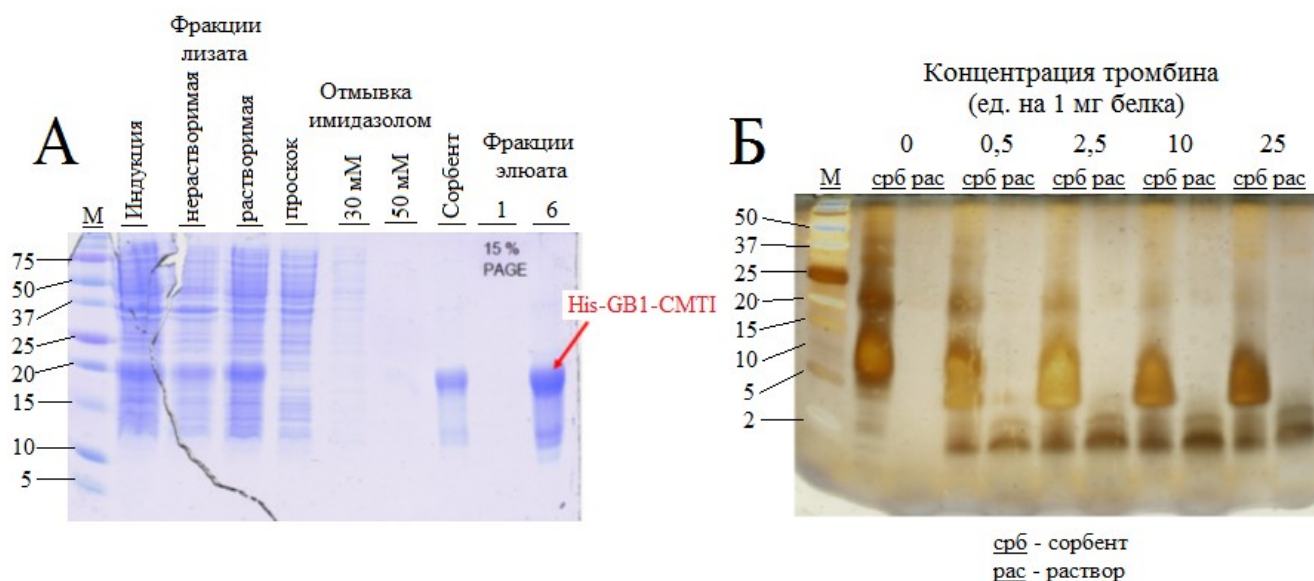 А
Фракции
лизата
Отмывка
имидазолом
Фракции
элюата
М
Индукция
нерастворимая
растворимая
проскок
30 мМ
50 мМ
Сорбент
1
6
75
50
37
25
20
15
10
5
15 %
PAGE
His-GB1-CMTI
Б
Концентрация тромбина
(ед. на 1 мг белка)
0 0,5 2,5 10 25
М срб рас срб рас срб рас срб рас срб рас
50
37
25
20
15
10
5
2
срб - сорбент
рас - раствор